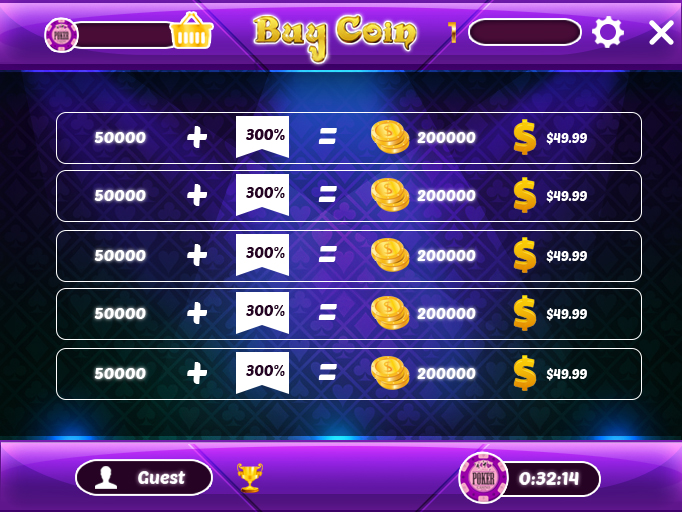 POKER
Buy Coin
1
50000 + 300% = 200000 $ $49.99
50000 + 300% = 200000 $ $49.99
50000 + 300% = 200000 $ $49.99
50000 + 300% = 200000 $ $49.99
50000 + 300% = 200000 $ $49.99
Guest
POKER
0:32:14